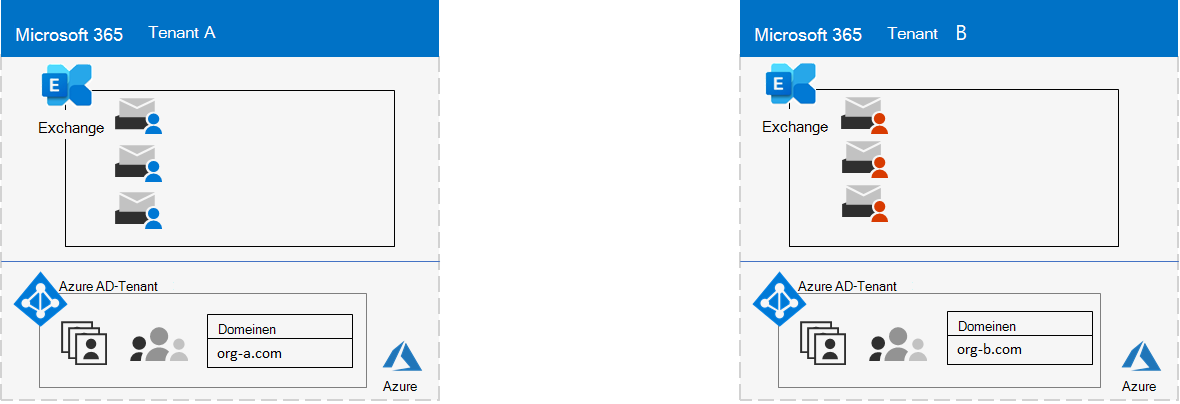 Microsoft 365 Tenant A
E
Exchange
Azure AD-Tenant
Domeinen
org-a.com
Azure
Microsoft 365 Tenant B
E
Exchange
Azure AD-Tenant
Domeinen
org-b.com
Azure